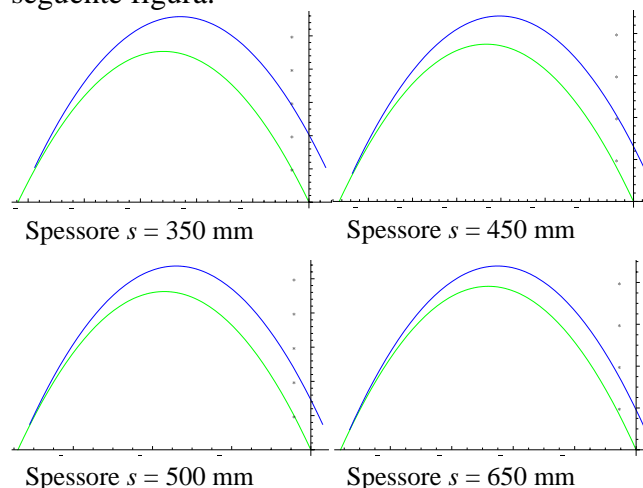 seguente figura.
Spessore s = 350 mm
Spessore s = 450 mm
Spessore s = 500 mm
Spessore s = 650 mm